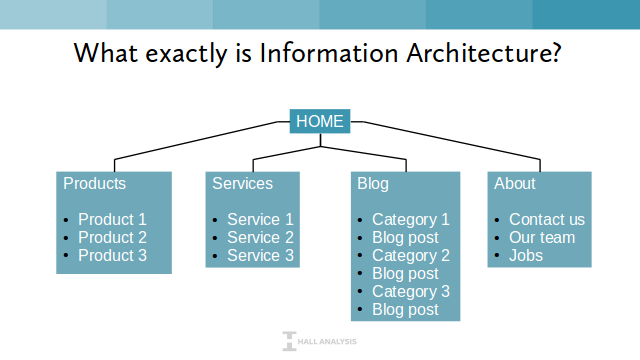 What exactly is Information Architecture?
HOME
Products
• Product 1
• Product 2
• Product 3
Services
• Service 1
• Service 2
• Service 3
Blog
• Category 1
• Blog post
• Category 2
• Blog post
• Category 3
• Blog post
About
• Contact us
• Our team
• Jobs
HALL ANALYSIS